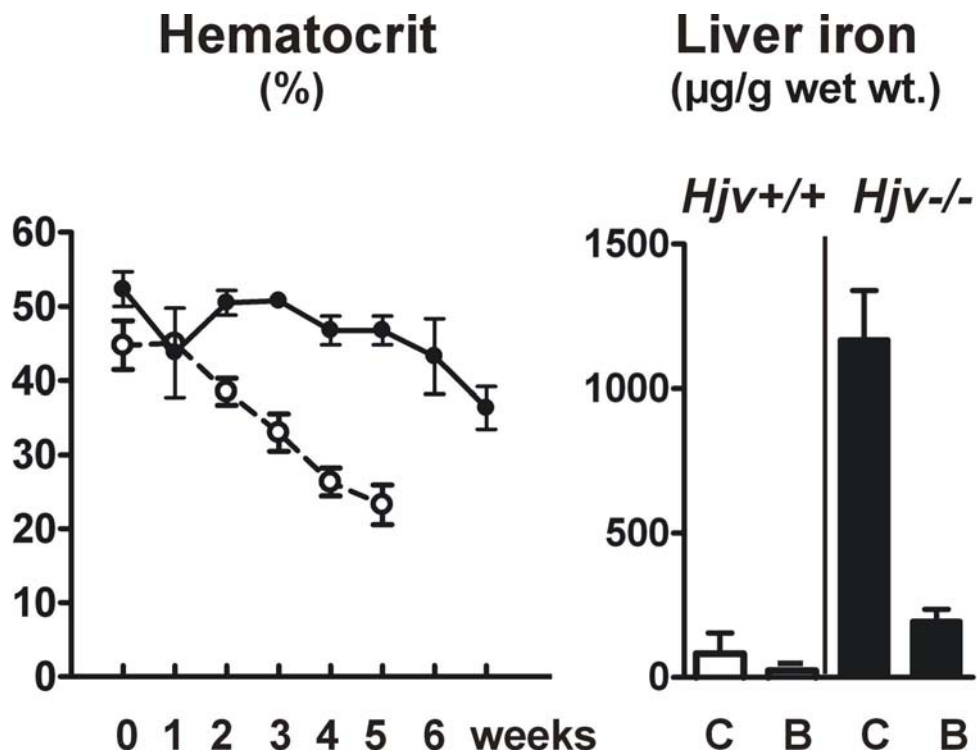 Hematocrit
(%)
60
50
40
30
20
10
0
0 1 2 3 4 5 6 weeks
Liver iron
(µg/g wet wt.)
Hjv+/+ Hjv-/-
1500
1000
500
0
C B C B